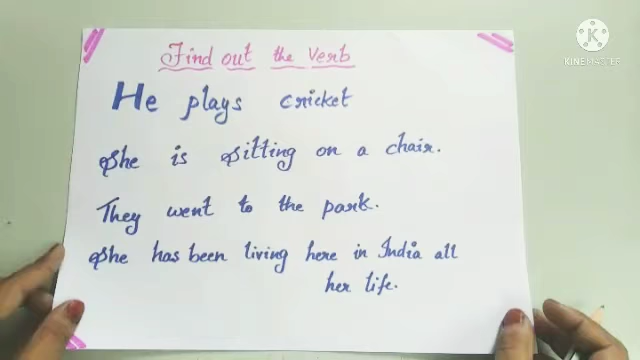 Find out the Verb
K
KINEMASTER
He plays cricket
She is sitting on a chair.
They went to the park.
She has been living here in India all
her life.